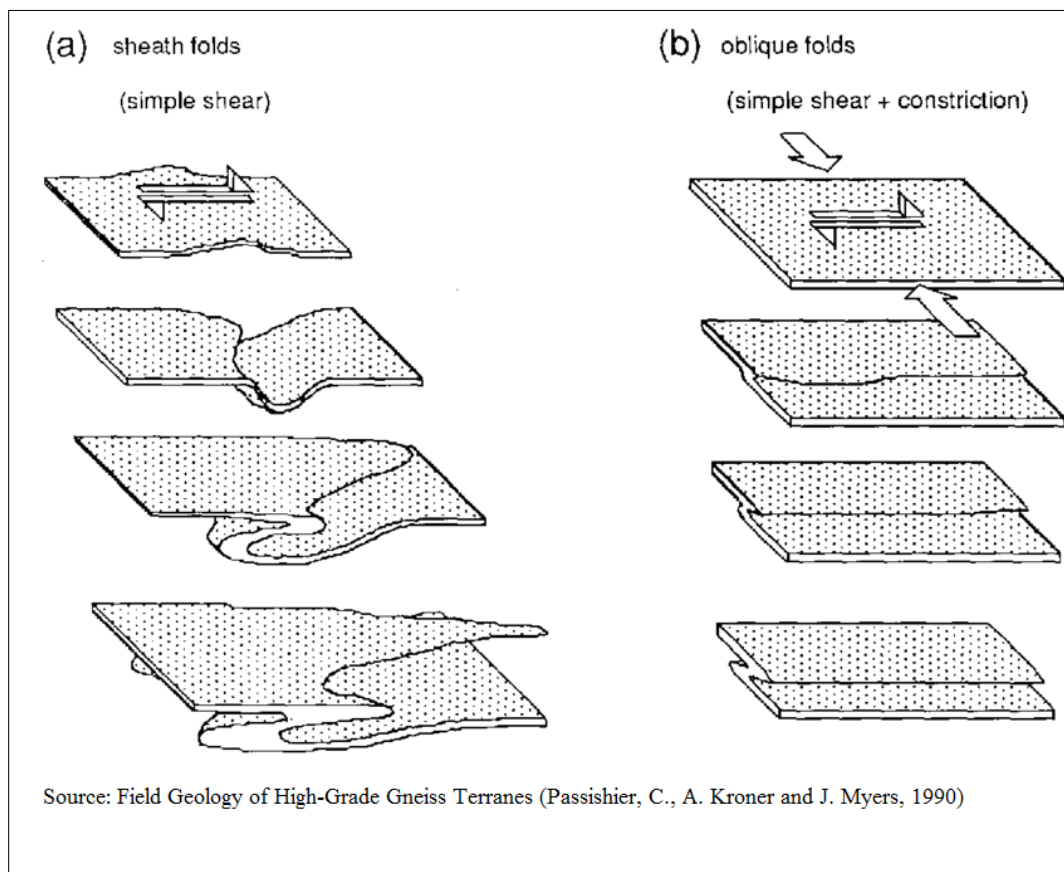 (a) sheath folds
(simple shear)
(b) oblique folds
(simple shear + constriction)
Source: Field Geology of High-Grade Gneiss Terranes (Passishier, C., A. Kroner and J. Myers, 1990)